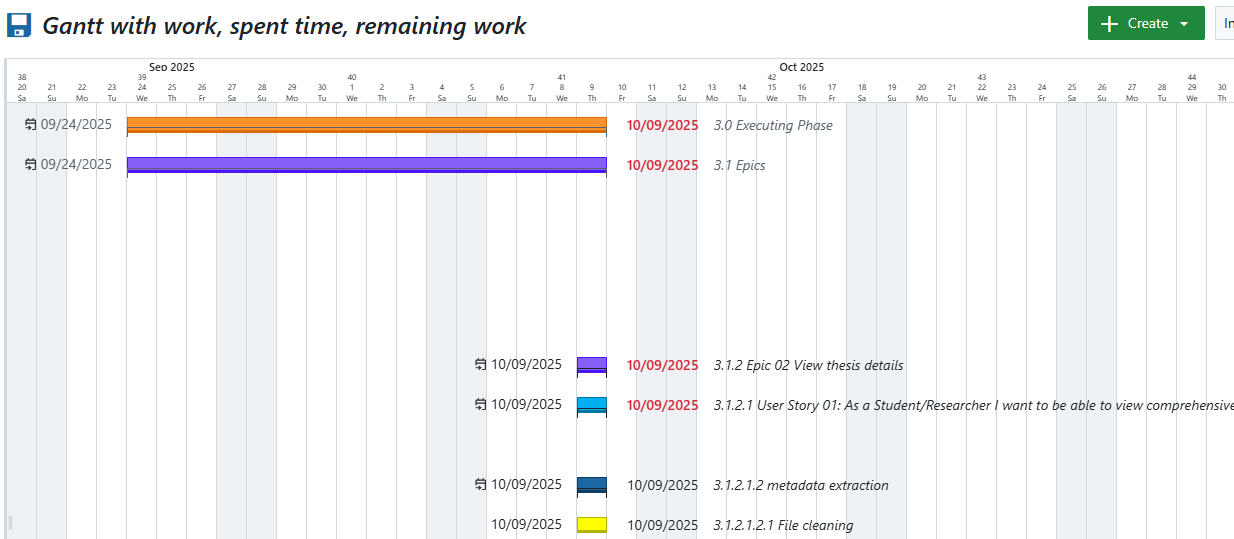 Gantt with work, spent time, remaining work
Create
In
Sep 2025 Oct 2025
38 39 40 41 42 43 44
20 21 22 23 24 25 26 27 28 29 30 1 2 3 4 5 6 7 8 9 10 11 12 13 14 15 16 17 18 19 20 21 22 23 24 25 26 27 28 29 30
Sa Su Mo Tu We Th Fr Sa Su Mo Tu We Th Fr Sa Su Mo Tu We Th Fr Sa Su Mo Tu We Th Fr Sa Su Mo Tu We Th Fr Sa Su Mo Tu We Th
09/24/2025 10/09/2025 3.0 Executing Phase
09/24/2025 10/09/2025 3.1 Epics
10/09/2025 10/09/2025 3.1.2 Epic 02 View thesis details
10/09/2025 10/09/2025 3.1.2.1 User Story 01: As a Student/Researcher I want to be able to view comprehensive
10/09/2025 10/09/2025 3.1.2.1.2 metadata extraction
10/09/2025 10/09/2025 3.1.2.1.2.1 File cleaning